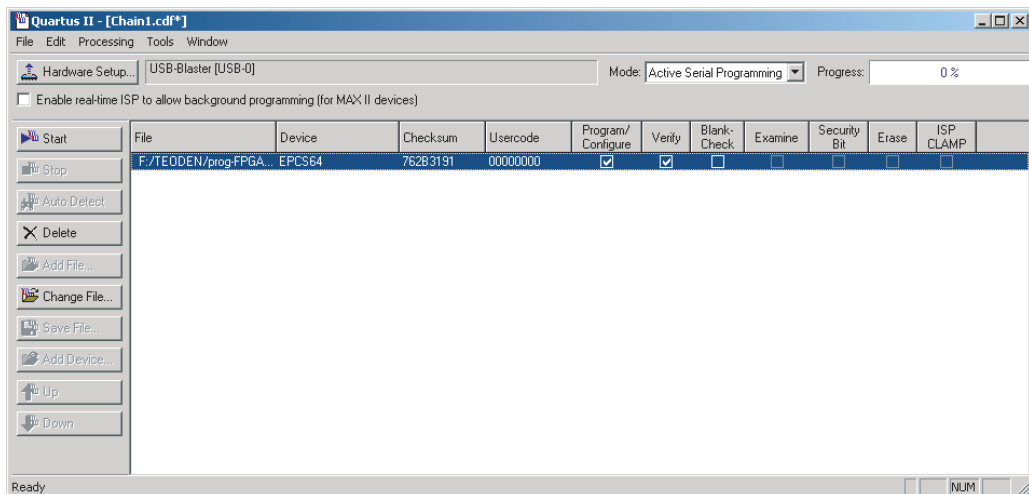 Quartus II - [Chain1.cdf*]
File Edit Processing Tools Window
Hardware Setup... USB-Blaster [USB-0] Mode: Active Serial Programming Progress: 0 %
Enable real-time ISP to allow background programming (for MAX II devices)
Start
Stop
Auto Detect
Delete
Add File...
Change File...
Save File...
Add Device...
Up
Down
File Device Checksum Usercode Program/ Configure Verify Blank- Check Examine Security Bit Erase ISP CLAMP
F:/TEODEN/prog-FPGA... EPCS64 762B3191 00000000
Ready NUM